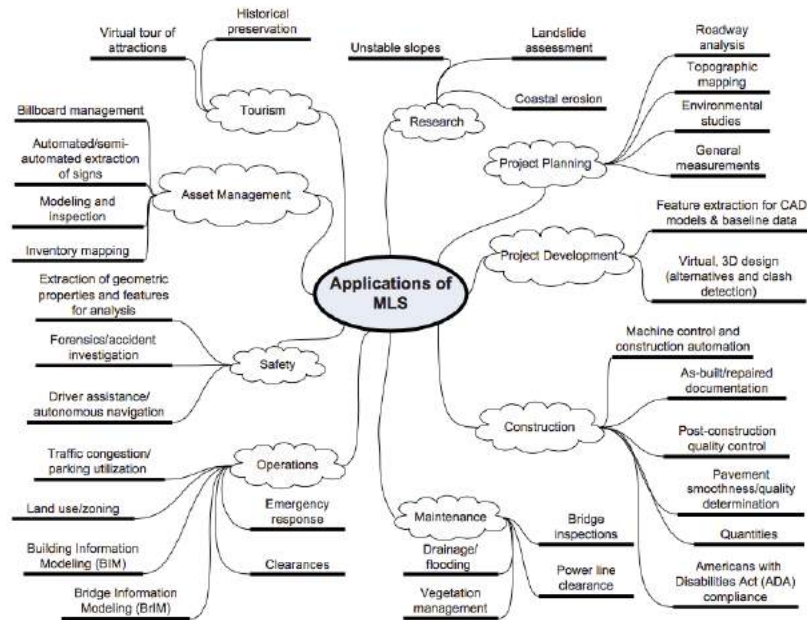 Applications of
MLS
Tourism
Virtual tour of
attractions
Historical
preservation
Asset Management
Billboard management
Automated/semi-
automated extraction
of signs
Modeling and
inspection
Inventory mapping
Safety
Extraction of geometric
properties and features
for analysis
Forensics/accident
investigation
Driver assistance/
autonomous navigation
Operations
Traffic congestion/
parking utilization
Land use/zoning
Building Information
Modeling (BIM)
Bridge Information
Modeling (BrIM)
Emergency
response
Clearances
Research
Unstable slopes
Landslide
assessment
Coastal erosion
Project Planning
Roadway
analysis
Topographic
mapping
Environmental
studies
General
measurements
Project Development
Feature extraction for CAD
models & baseline data
Virtual, 3D design
(alternatives and clash
detection)
Construction
Machine control and
construction automation
As-built/repaired
documentation
Post-construction
quality control
Pavement
smoothness/quality
determination
Quantities
Americans with
Disabilities Act (ADA)
compliance
Maintenance
Drainage/
flooding
Vegetation
management
Bridge
inspections
Power line
clearance